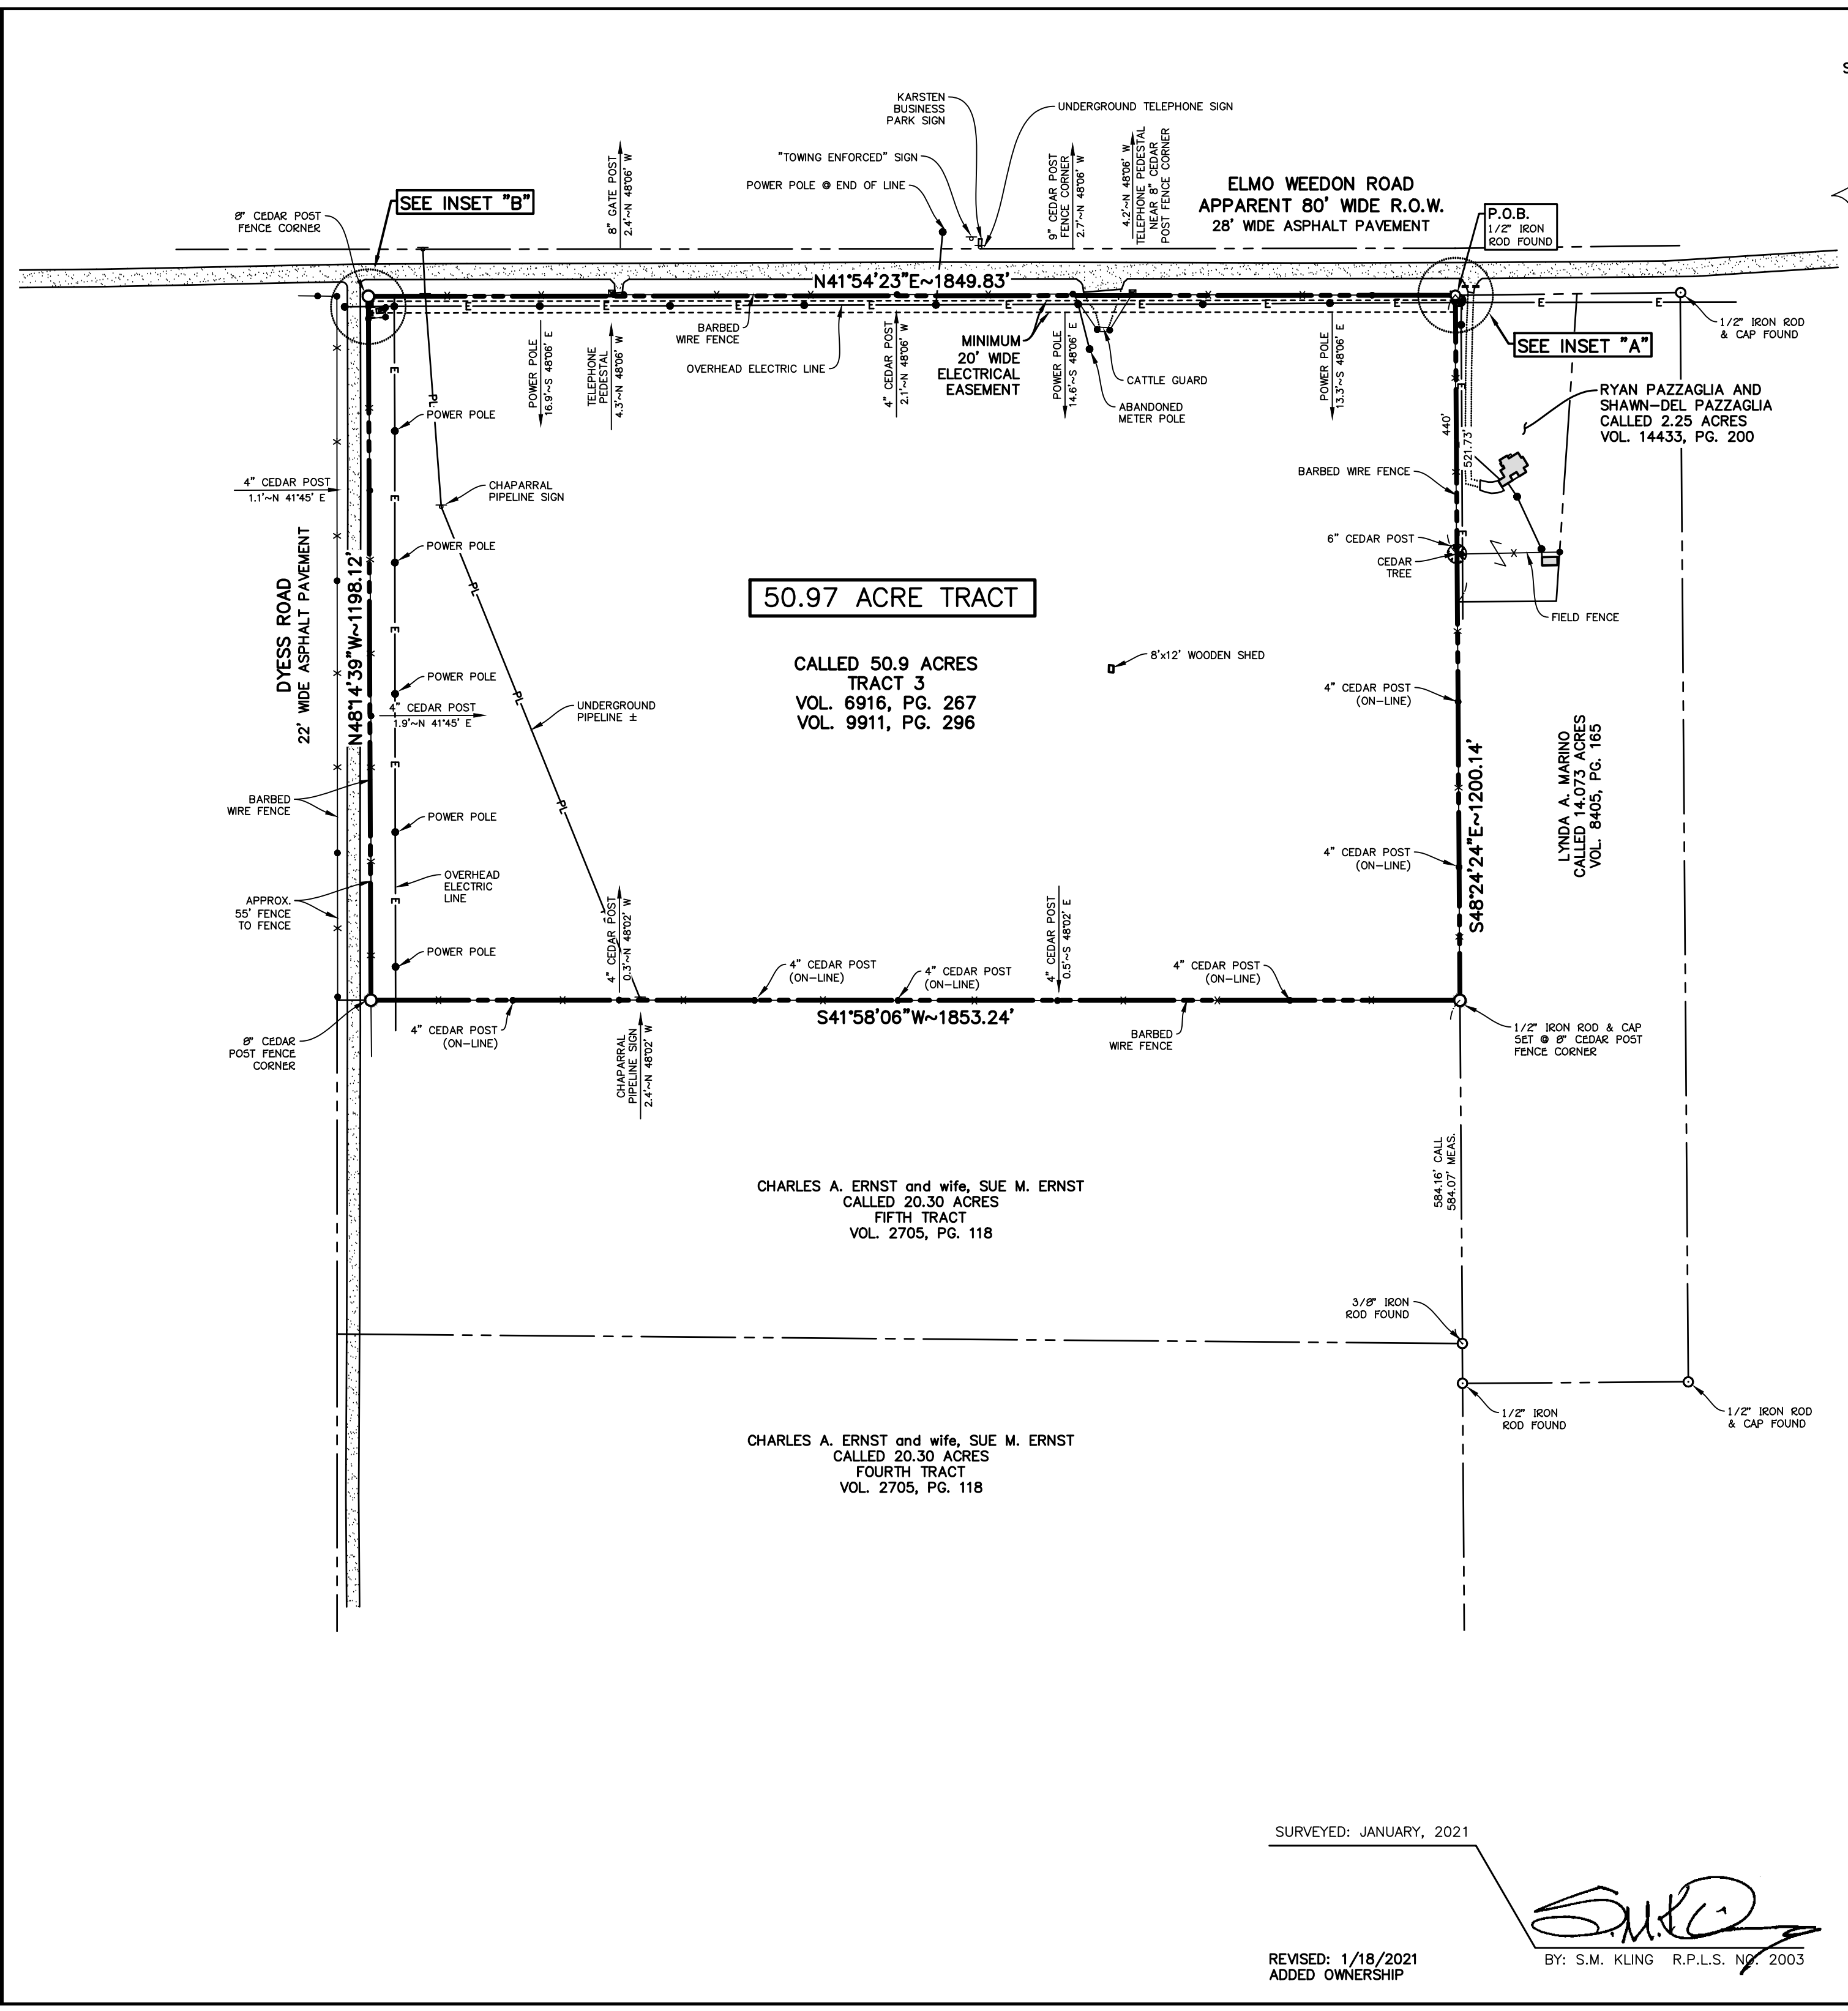 S
KARSTEN
BUSINESS
PARK SIGN
UNDERGROUND TELEPHONE SIGN
"TOWING ENFORCED" SIGN
POWER POLE @ END OF LINE
8" GATE POST
2.4'~N 48°06' W
9" CEDAR POST
FENCE CORNER
2.7'~N 48°06' W
4.2'~N 48°06' W
TELEPHONE PEDESTAL
NEAR 8" CEDAR
POST FENCE CORNER
ELMO WEEDON ROAD
APPARENT 80' WIDE R.O.W.
28' WIDE ASPHALT PAVEMENT
P.O.B.
1/2" IRON
ROD FOUND
SEE INSET "B"
8" CEDAR POST
FENCE CORNER
N41°54'23"E~1849.83'
BARBED
WIRE FENCE
OVERHEAD ELECTRIC LINE
MINIMUM
20' WIDE
ELECTRICAL
EASEMENT
POWER POLE
16.9'~S 48°06' E
TELEPHONE
PEDESTAL
4.3'~N 48°06' W
4" CEDAR POST
2.1'~N 48°06' W
POWER POLE
14.6'~S 48°06' E
CATTLE GUARD
ABANDONED
METER POLE
POWER POLE
13.3'~S 48°06' E
E
E
E
E
E
E
E
E
E
E
1/2" IRON ROD
& CAP FOUND
SEE INSET "A"
RYAN PAZZAGLIA AND
SHAWN-DEL PAZZAGLIA
CALLED 2.25 ACRES
VOL. 14433, PG. 200
440'
521.73'
E
E
BARBED WIRE FENCE
6" CEDAR POST
CEDAR
TREE
FIELD FENCE
E
E
E
E
E
PL
PL
PL
PL
POWER POLE
4" CEDAR POST
1.1'~N 41°45' E
CHAPARRAL
PIPELINE SIGN
POWER POLE
DYESS ROAD
22' WIDE ASPHALT PAVEMENT
N48°14'39"W~1198.12'
50.97 ACRE TRACT
CALLED 50.9 ACRES
TRACT 3
VOL. 6916, PG. 267
VOL. 9911, PG. 296
8'x12' WOODEN SHED
POWER POLE
4" CEDAR POST
1.9'~N 41°45' E
UNDERGROUND
PIPELINE ±
4" CEDAR POST
(ON-LINE)
LYNDA A. MARINO
CALLED 14.073 ACRES
VOL. 8405, PG. 165
S48°24'24"E~1200.14'
BARBED
WIRE FENCE
POWER POLE
4" CEDAR POST
(ON-LINE)
OVERHEAD
ELECTRIC
LINE
APPROX.
55' FENCE
TO FENCE
POWER POLE
4" CEDAR POST
0.3'~N 48°02' W
4" CEDAR POST
(ON-LINE)
4" CEDAR POST
(ON-LINE)
4" CEDAR POST
0.5'~S 48°02' E
4" CEDAR POST
(ON-LINE)
S41°58'06"W~1853.24'
4" CEDAR POST
(ON-LINE)
8" CEDAR
POST FENCE
CORNER
CHAPARRAL
PIPELINE SIGN
2.4'~N 48°02' W
BARBED
WIRE FENCE
1/2" IRON ROD & CAP
SET @ 8" CEDAR POST
FENCE CORNER
584.16' CALL
584.07' MEAS.
CHARLES A. ERNST and wife, SUE M. ERNST
CALLED 20.30 ACRES
FIFTH TRACT
VOL. 2705, PG. 118
3/8" IRON
ROD FOUND
1/2" IRON
ROD FOUND
1/2" IRON ROD
& CAP FOUND
CHARLES A. ERNST and wife, SUE M. ERNST
CALLED 20.30 ACRES
FOURTH TRACT
VOL. 2705, PG. 118
SURVEYED: JANUARY, 2021
BY: S.M. KLING R.P.L.S. NO. 2003
REVISED: 1/18/2021
ADDED OWNERSHIP